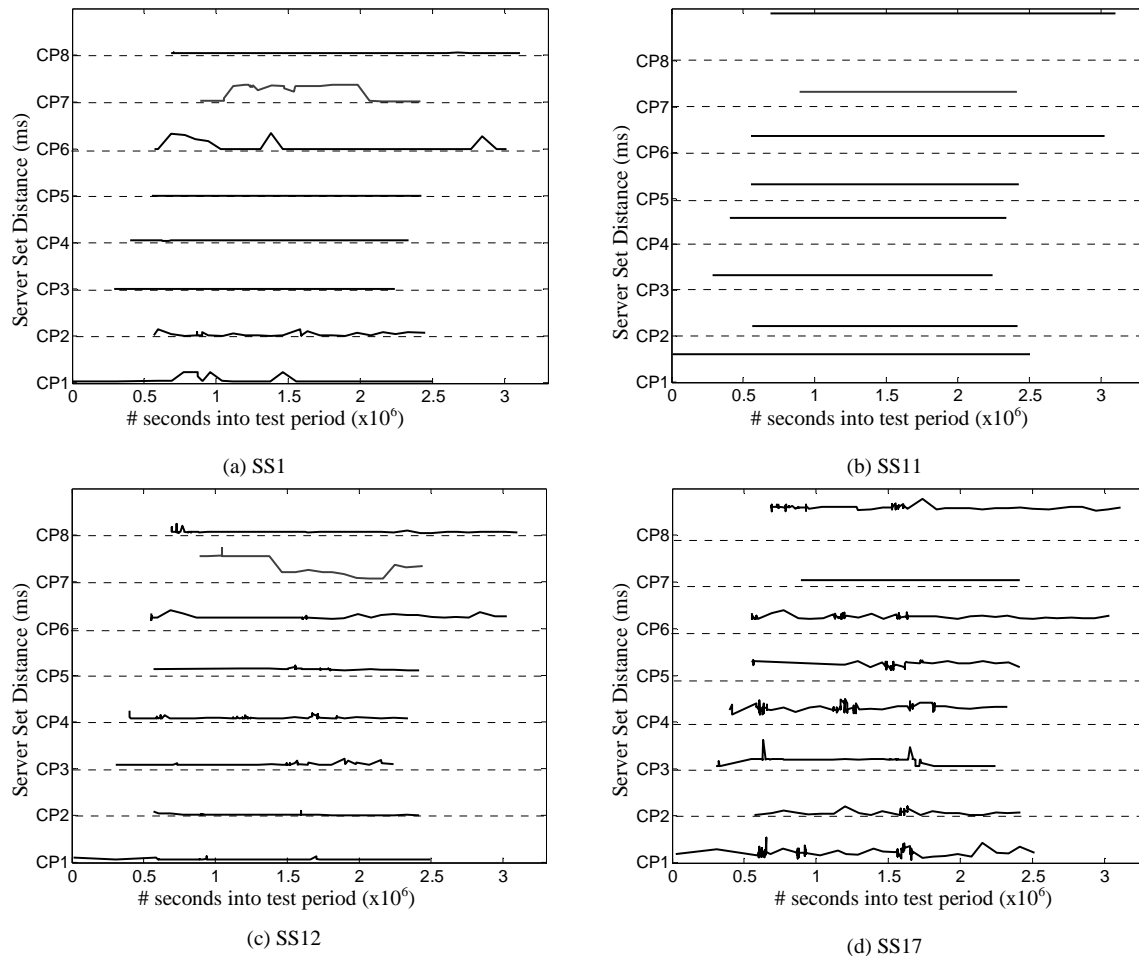 CP8
CP7
CP6
CP5
CP4
CP3
CP2
CP1
Server Set Distance (ms)
0 0.5 1 1.5 2 2.5 3
# seconds into test period (x10⁶)
(a) SS1
CP8
CP7
CP6
CP5
CP4
CP3
CP2
CP1
Server Set Distance (ms)
0 0.5 1 1.5 2 2.5 3
# seconds into test period (x10⁶)
(b) SS11
CP8
CP7
CP6
CP5
CP4
CP3
CP2
CP1
Server Set Distance (ms)
0 0.5 1 1.5 2 2.5 3
# seconds into test period (x10⁶)
(c) SS12
CP8
CP7
CP6
CP5
CP4
CP3
CP2
CP1
Server Set Distance (ms)
0 0.5 1 1.5 2 2.5 3
# seconds into test period (x10⁶)
(d) SS17